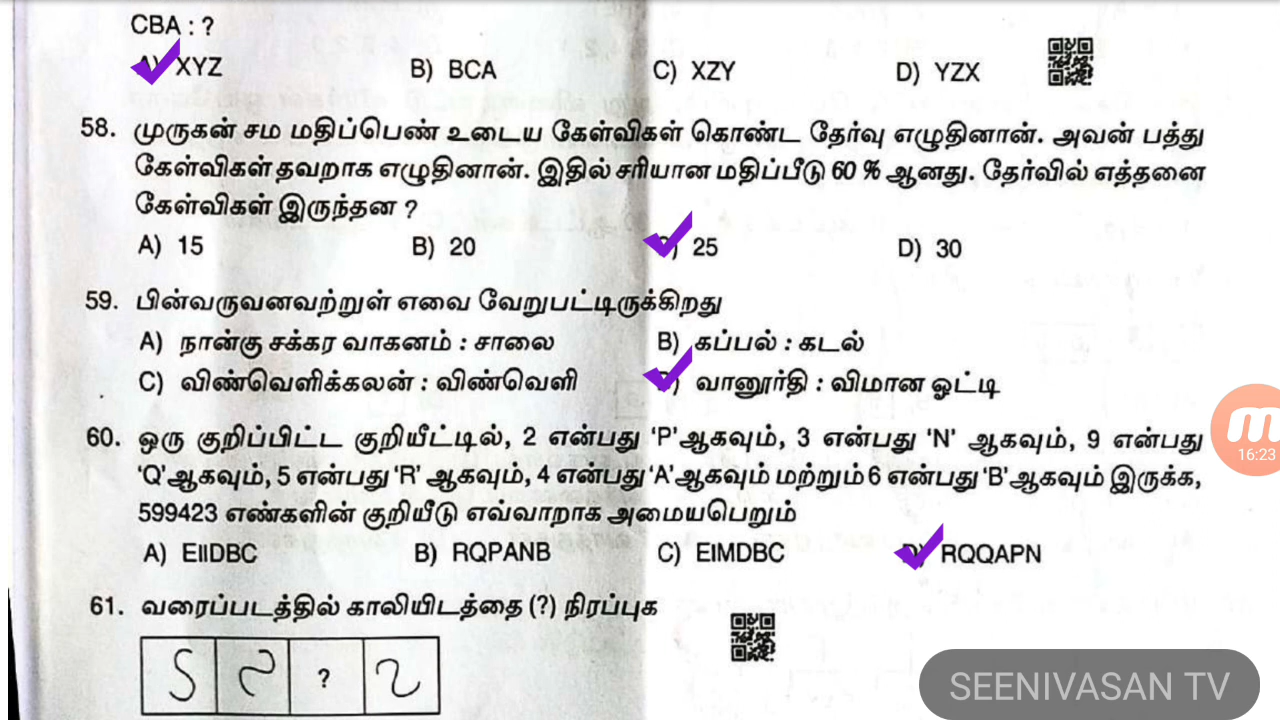 CBA : ?
A) XYZ B) BCA C) XZY D) YZX
58. முருகன் சம மதிப்பெண் உடைய கேள்விகள் கொண்ட தேர்வு எழுதினான். அவன் பத்து
கேள்விகள் தவறாக எழுதினான். இதில் சரியான மதிப்பீடு 60 % ஆனது. தேர்வில் எத்தனை
கேள்விகள் இருந்தன ?
A) 15 B) 20 C) 25 D) 30
59. பின்வருவனவற்றுள் எவை வேறுபட்டிருக்கிறது
A) நான்கு சக்கர வாகனம் : சாலை B) கப்பல் : கடல்
C) விண்வெளிக்கலன் : விண்வெளி D) வானூர்தி : விமான ஓட்டி
60. ஒரு குறிப்பிட்ட குறியீட்டில், 2 என்பது 'P'ஆகவும், 3 என்பது 'N' ஆகவும், 9 என்பது
'Q'ஆகவும், 5 என்பது 'R' ஆகவும், 4 என்பது 'A'ஆகவும் மற்றும் 6 என்பது 'B'ஆகவும் இருக்க,
599423 எண்களின் குறியீடு எவ்வாறாக அமையபெறும்
A) EIIDBC B) RQPANB C) EIMDBC D) RQQAPN
61. வரைப்படத்தில் காலியிடத்தை (?) நிரப்புக
?
16:23
SEENIVASAN TV